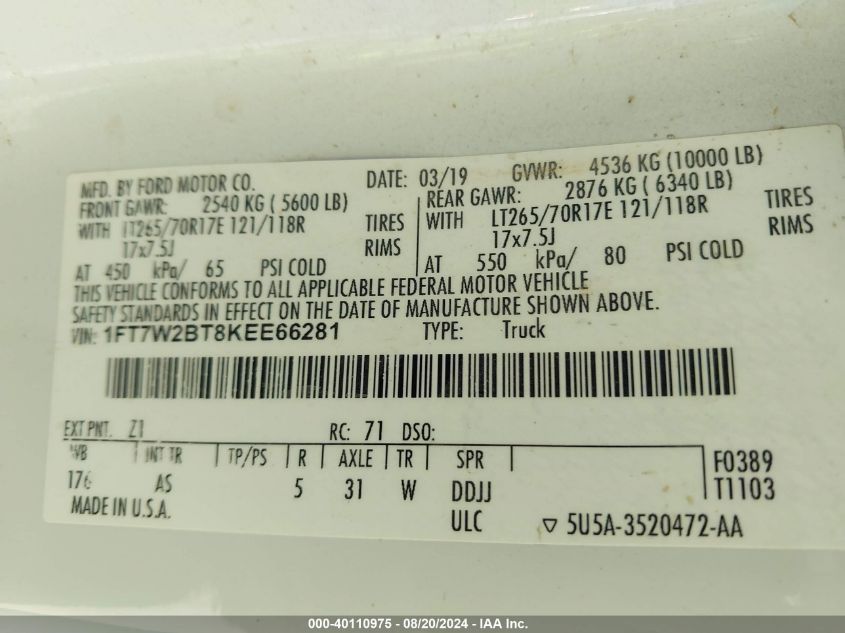 MFD. BY FORD MOTOR CO. DATE: 03/19 GVWR: 4536 KG (10000 LB)
FRONT GAWR: 2540 KG ( 5600 LB) REAR GAWR: 2876 KG ( 6340 LB)
WITH LT265/70R17E 121/118R TIRES WITH LT265/70R17E 121/118R TIRES
17x7.5J RIMS 17x7.5J RIMS
AT 450 kPa/ 65 PSI COLD AT 550 kPa/ 80 PSI COLD
THIS VEHICLE CONFORMS TO ALL APPLICABLE FEDERAL MOTOR VEHICLE
SAFETY STANDARDS IN EFFECT ON THE DATE OF MANUFACTURE SHOWN ABOVE.
VIN: 1FT7W2BT8KEE66281 TYPE: Truck
EXT PNT: Z1 RC: 71 DSO:
WB INT TR TP/PS R AXLE TR SPR F0389
176 AS 5 31 W DDJJ T1103
MADE IN U.S.A. ULC ▽ 5U5A-3520472-AA
000-40110975 - 08/20/2024 - IAA Inc.